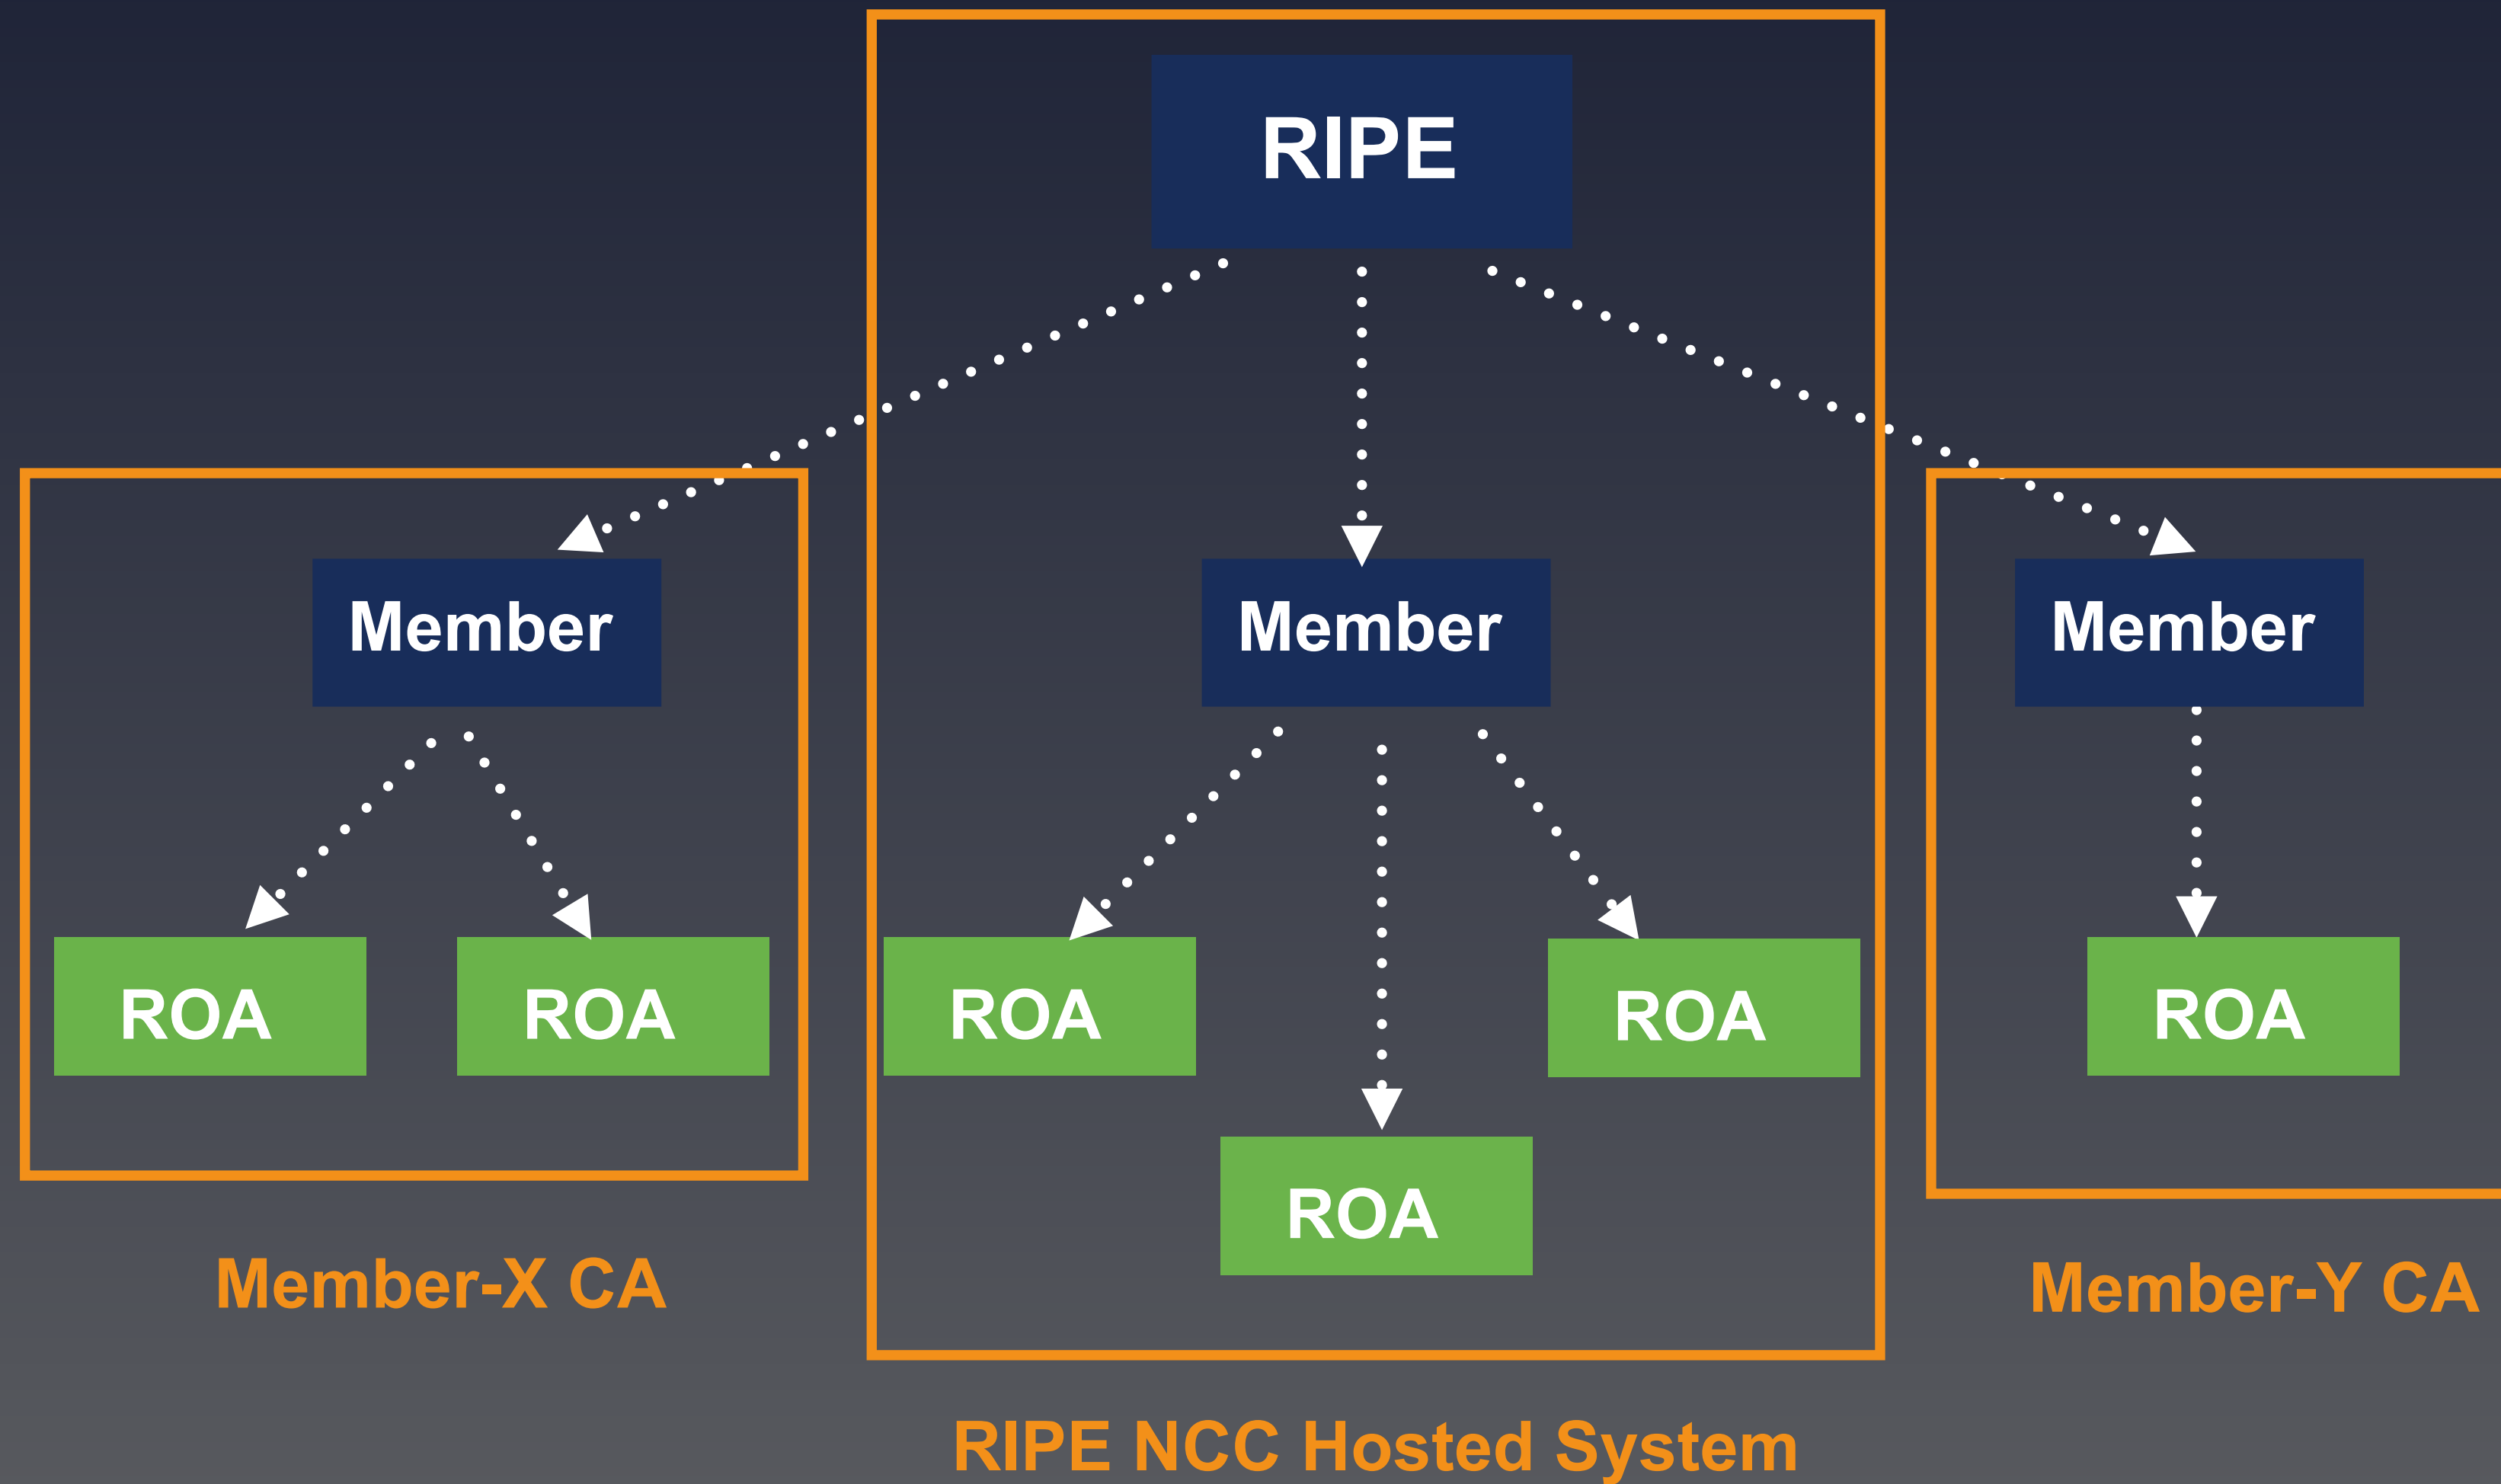 RIPE
Member
Member
Member
ROA
ROA
ROA
ROA
ROA
ROA
Member-X CA
Member-Y CA
RIPE NCC Hosted System